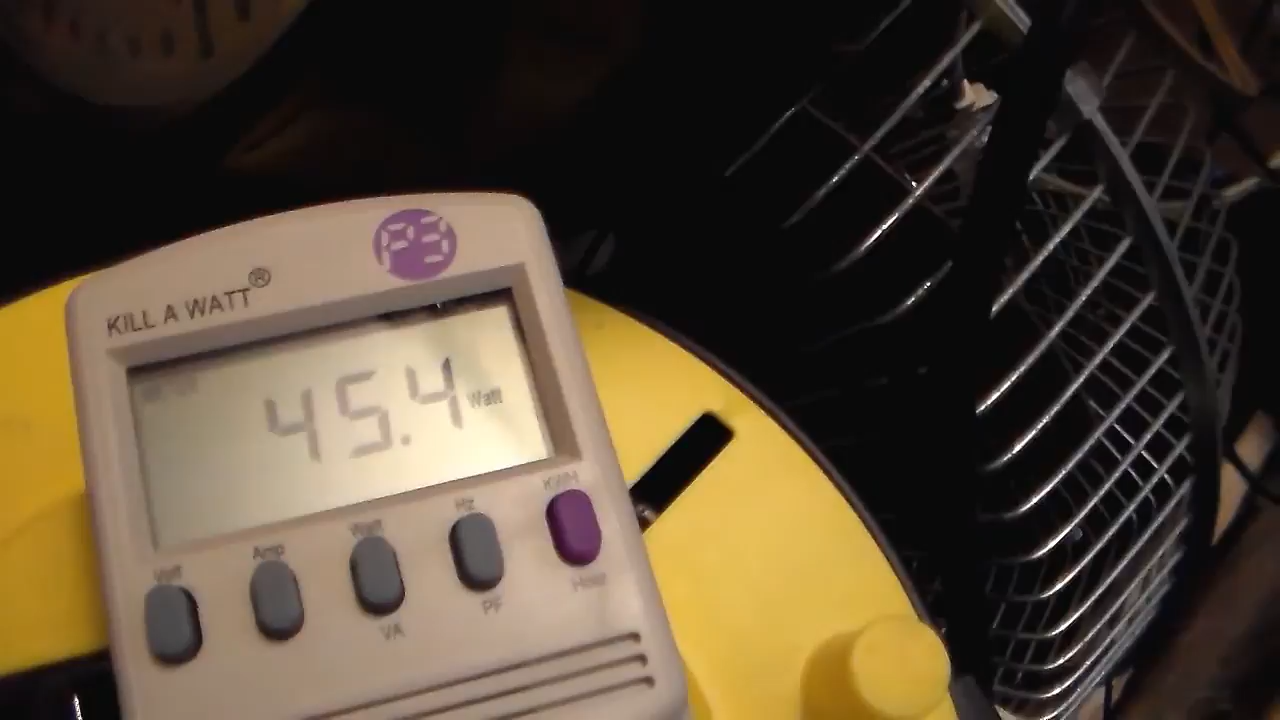 P3
KILL A WATT®
45.4 Watt
Volt Amp Watt Hz KWH
VA PF Hour